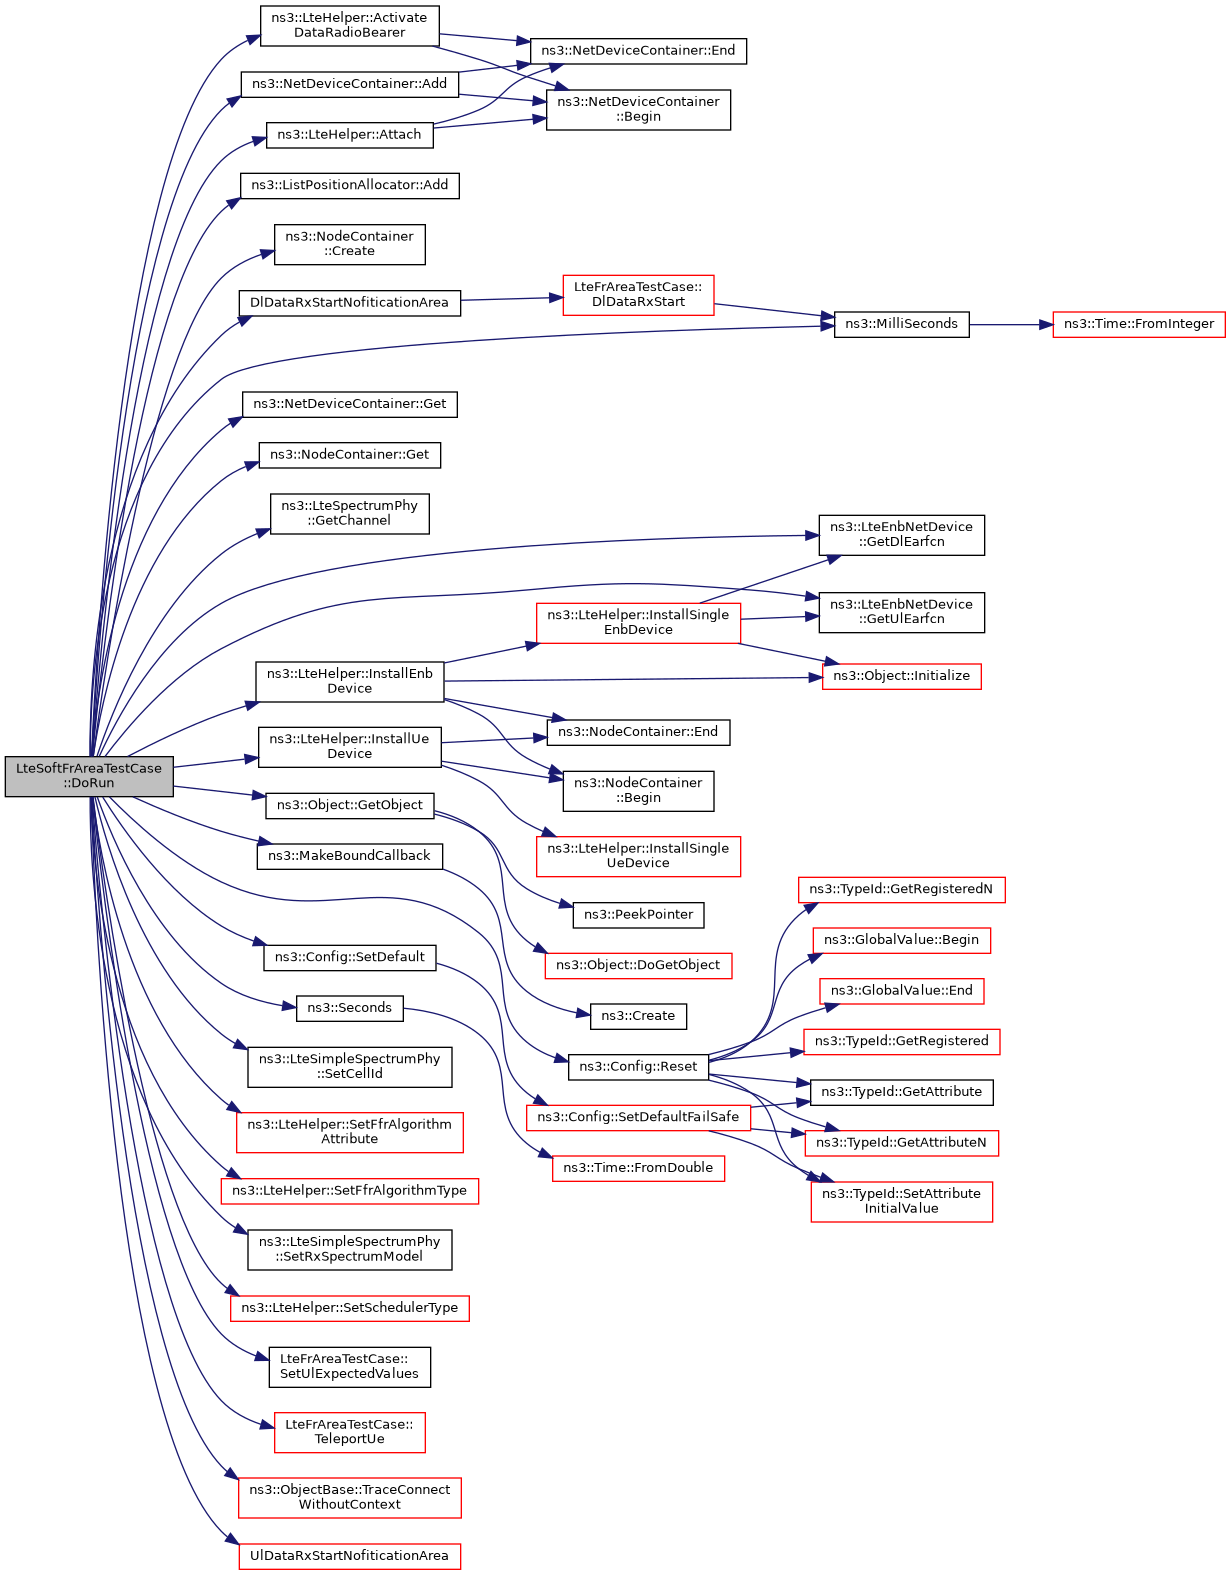 LteSoftFrAreaTestCase
::DoRun
ns3::LteHelper::Activate
DataRadioBearer
ns3::NetDeviceContainer::End
ns3::NetDeviceContainer
::Begin
ns3::NetDeviceContainer::Add
ns3::LteHelper::Attach
ns3::ListPositionAllocator::Add
ns3::NodeContainer
::Create
DlDataRxStartNofiticationArea
LteFrAreaTestCase::
DlDataRxStart
ns3::MilliSeconds
ns3::Time::FromInteger
ns3::NetDeviceContainer::Get
ns3::NodeContainer::Get
ns3::LteSpectrumPhy
::GetChannel
ns3::LteEnbNetDevice
::GetDlEarfcn
ns3::LteEnbNetDevice
::GetUlEarfcn
ns3::LteHelper::InstallEnb
Device
ns3::LteHelper::InstallSingle
EnbDevice
ns3::Object::Initialize
ns3::NodeContainer::End
ns3::NodeContainer
::Begin
ns3::LteHelper::InstallUe
Device
ns3::LteHelper::InstallSingle
UeDevice
ns3::Object::GetObject
ns3::PeekPointer
ns3::Object::DoGetObject
ns3::MakeBoundCallback
ns3::Create
ns3::Config::Reset
ns3::TypeId::GetRegisteredN
ns3::GlobalValue::Begin
ns3::GlobalValue::End
ns3::TypeId::GetRegistered
ns3::TypeId::GetAttribute
ns3::TypeId::GetAttributeN
ns3::TypeId::SetAttribute
InitialValue
ns3::Config::SetDefault
ns3::Config::SetDefaultFailSafe
ns3::Seconds
ns3::Time::FromDouble
ns3::LteSimpleSpectrumPhy
::SetCellId
ns3::LteHelper::SetFfrAlgorithm
Attribute
ns3::LteHelper::SetFfrAlgorithmType
ns3::LteSimpleSpectrumPhy
::SetRxSpectrumModel
ns3::LteHelper::SetSchedulerType
LteFrAreaTestCase::
SetUlExpectedValues
LteFrAreaTestCase::
TeleportUe
ns3::ObjectBase::TraceConnect
WithoutContext
UlDataRxStartNofiticationArea